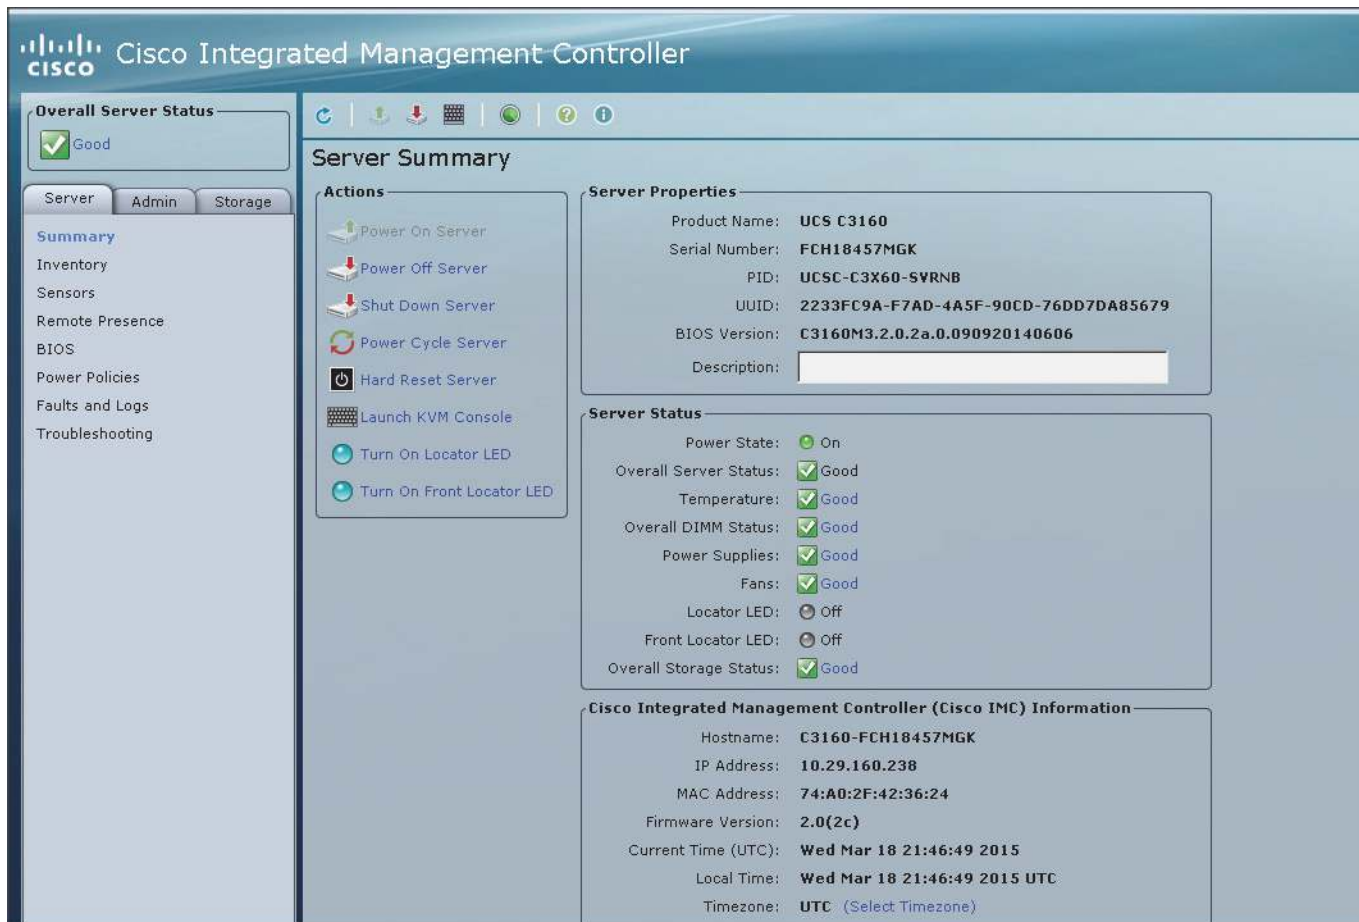 CISCO Cisco Integrated Management Controller
Overall Server Status
Good
Server Admin Storage
Summary
Inventory
Sensors
Remote Presence
BIOS
Power Policies
Faults and Logs
Troubleshooting
Server Summary
Actions
Power On Server
Power Off Server
Shut Down Server
Power Cycle Server
Hard Reset Server
Launch KVM Console
Turn On Locator LED
Turn On Front Locator LED
Server Properties
Product Name: UCS C3160
Serial Number: FCH18457MGK
PID: UCSC-C3X60-SVRNB
UUID: 2233FC9A-F7AD-4A5F-90CD-76DD7DA85679
BIOS Version: C3160M3.2.0.2a.0.090920140606
Description:
Server Status
Power State: On
Overall Server Status: Good
Temperature: Good
Overall DIMM Status: Good
Power Supplies: Good
Fans: Good
Locator LED: Off
Front Locator LED: Off
Overall Storage Status: Good
Cisco Integrated Management Controller (Cisco IMC) Information
Hostname: C3160-FCH18457MGK
IP Address: 10.29.160.238
MAC Address: 74:A0:2F:42:36:24
Firmware Version: 2.0(2c)
Current Time (UTC): Wed Mar 18 21:46:49 2015
Local Time: Wed Mar 18 21:46:49 2015 UTC
Timezone: UTC (Select Timezone)